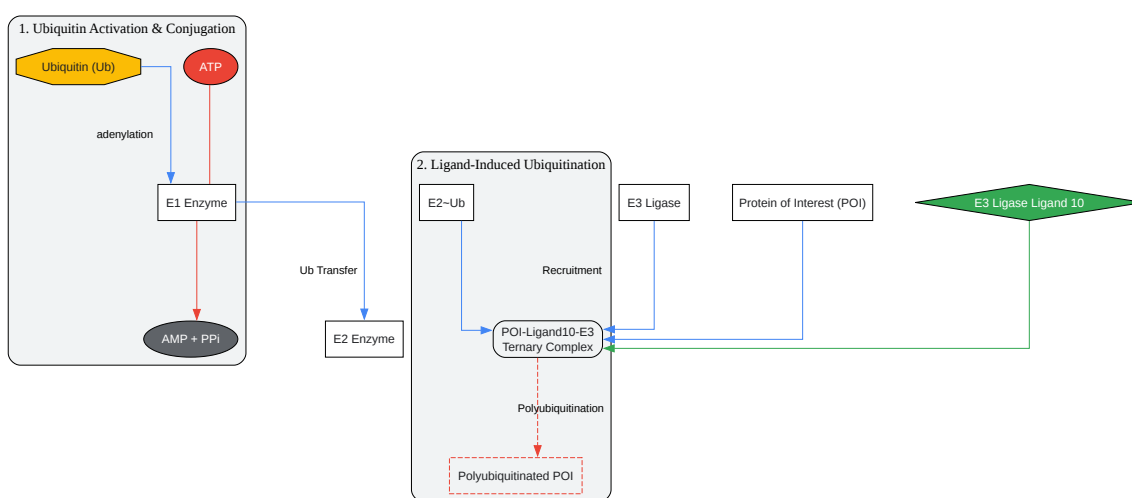 1. Ubiquitin Activation & Conjugation
Ubiquitin (Ub)
ATP
adenylation
E1 Enzyme
Ub Transfer
AMP + PPi
E2 Enzyme
2. Ligand-Induced Ubiquitination
E2~Ub
E3 Ligase
Protein of Interest (POI)
E3 Ligase Ligand 10
Recruitment
POI-Ligand10-E3
Ternary Complex
Polyubiquitination
Polyubiquitinated POI